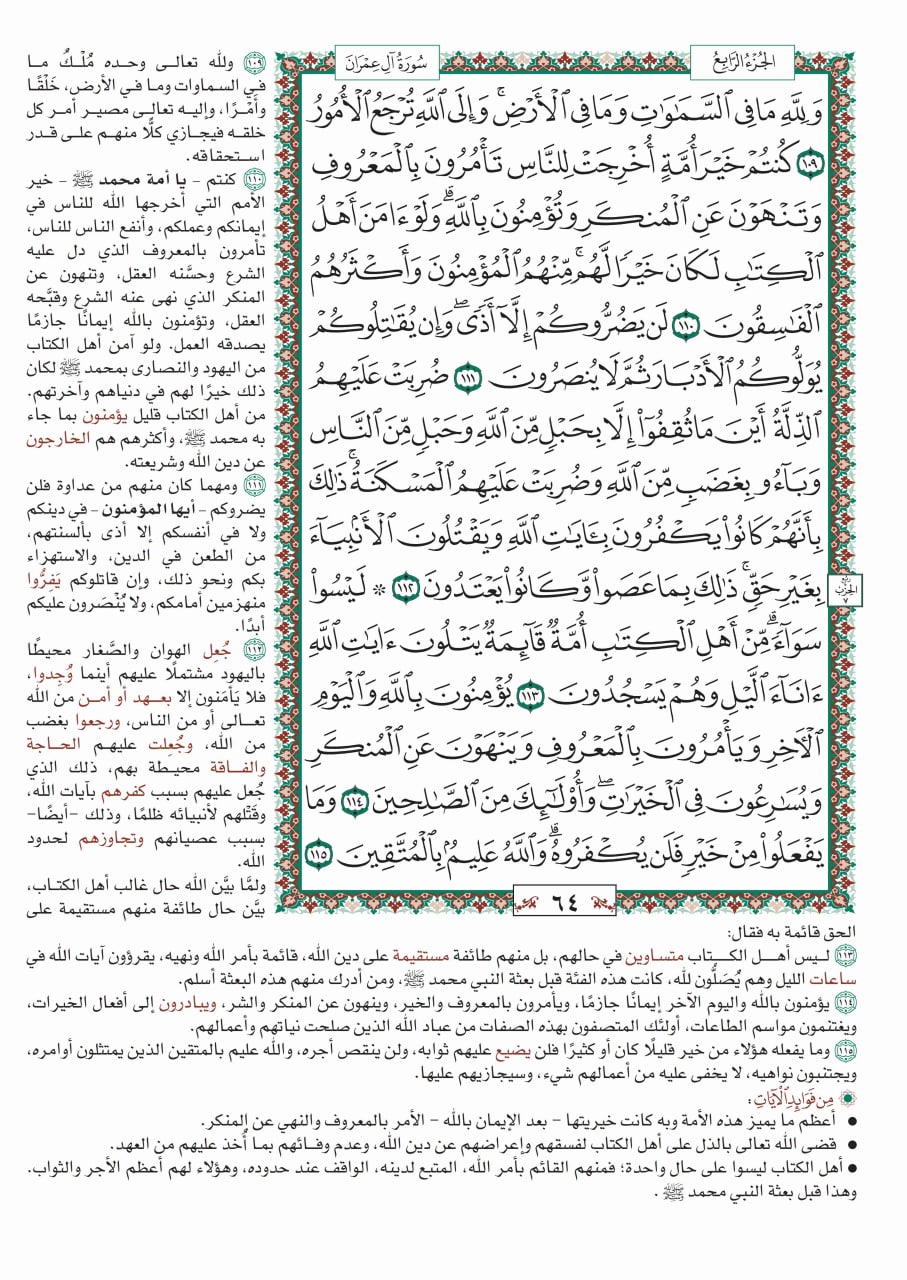 الجُزْءُ الرَّابِعُ
سُورَةُ آلِ عِمْرَانَ
وَلِلَّهِ مَا فِي ٱلسَّمَٰوَٰتِ وَمَا فِي ٱلْأَرْضِۚ وَإِلَى ٱللَّهِ تُرْجَعُ ٱلْأُمُورُ
١٠٩ كُنتُمْ خَيْرَ أُمَّةٍ أُخْرِجَتْ لِلنَّاسِ تَأْمُرُونَ بِٱلْمَعْرُوفِ
وَتَنْهَوْنَ عَنِ ٱلْمُنكَرِ وَتُؤْمِنُونَ بِٱللَّهِۗ وَلَوْ ءَامَنَ أَهْلُ
ٱلْكِتَٰبِ لَكَانَ خَيْرًا لَّهُمۚ مِّنْهُمُ ٱلْمُؤْمِنُونَ وَأَكْثَرُهُمُ
ٱلْفَٰسِقُونَ ١١٠ لَن يَضُرُّوكُمْ إِلَّآ أَذًىۖ وَإِن يُقَٰتِلُوكُمْ
يُوَلُّوكُمُ ٱلْأَدْبَارَ ثُمَّ لَا يُنصَرُونَ ١١١ ضُرِبَتْ عَلَيْهِمُ
ٱلذِّلَّةُ أَيْنَ مَا ثُقِفُوٓا۟ إِلَّا بِحَبْلٍ مِّنَ ٱللَّهِ وَحَبْلٍ مِّنَ ٱلنَّاسِ
وَبَآءُو بِغَضَبٍ مِّنَ ٱللَّهِ وَضُرِبَتْ عَلَيْهِمُ ٱلْمَسْكَنَةُۚ ذَٰلِكَ
بِأَنَّهُمْ كَانُوا۟ يَكْفُرُونَ بِـَٔايَٰتِ ٱللَّهِ وَيَقْتُلُونَ ٱلْأَنۢبِيَآءَ
بِغَيْرِ حَقٍّۚ ذَٰلِكَ بِمَا عَصَوا۟ وَّكَانُوا۟ يَعْتَدُونَ ١١٢ * لَيْسُوا۟
سَوَآءًۗ مِّنْ أَهْلِ ٱلْكِتَٰبِ أُمَّةٌ قَآئِمَةٌ يَتْلُونَ ءَايَٰتِ ٱللَّهِ
ءَانَآءَ ٱلَّيْلِ وَهُمْ يَسْجُدُونَ ١١٣ يُؤْمِنُونَ بِٱللَّهِ وَٱلْيَوْمِ
ٱلْءَاخِرِ وَيَأْمُرُونَ بِٱلْمَعْرُوفِ وَيَنْهَوْنَ عَنِ ٱلْمُنكَرِ
وَيُسَٰرِعُونَ فِي ٱلْخَيْرَٰتِۖ وَأُو۟لَٰٓئِكَ مِنَ ٱلصَّٰلِحِينَ ١١٤ وَمَا
يَفْعَلُوا۟ مِنْ خَيْرٍ فَلَن يُكْفَرُوهُۗ وَٱللَّهُ عَلِيمٌۢ بِٱلْمُتَّقِينَ ١١٥
٦٤
١٠٩ ولله تعالى وحده مُلْكُ ما
في السماوات وما في الأرض، خَلْقًا
وأَمْرًا، وإليه تعالى مصير أمر كل
خلقه فيجازي كلًّا منهم على قدر
استحقاقه.
١١٠ كنتم – يا أمة محمد ﷺ – خير
الأمم التي أخرجها الله للناس في
إيمانكم وعملكم، وأنفع الناس للناس،
تأمرون بالمعروف الذي دل عليه
الشرع وحسَّنه العقل، وتنهون عن
المنكر الذي نهى عنه الشرع وقبَّحه
العقل، وتؤمنون بالله إيمانًا جازمًا
يصدقه العمل. ولو آمن أهل الكتاب
من اليهود والنصارى بمحمد ﷺ لكان
ذلك خيرًا لهم في دنياهم وآخرتهم.
من أهل الكتاب قليل يؤمنون بما جاء
به محمد ﷺ، وأكثرهم هم الخارجون
عن دين الله وشريعته.
١١١ ومهما كان منهم من عداوة فلن
يضروكم – أيها المؤمنون – في دينكم
ولا في أنفسكم إلا أذى بألسنتهم،
من الطعن في الدين، والاستهزاء
بكم ونحو ذلك، وإن قاتلوكم يَفِرُّوا
منهزمين أمامكم، ولا يُنْصَرون عليكم
أبدًا.
١١٢ جُعِل الهوان والصَّغار محيطًا
باليهود مشتملًا عليهم أينما وُجِدوا،
فلا يَأمَنون إلا بعهد أو أمن من الله
تعالى أو من الناس، ورجعوا بغضب
من الله، وجُعِلت عليهم الحاجة
والفاقة محيطة بهم، ذلك الذي
جُعل عليهم بسبب كفرهم بآيات الله،
وقَتْلهم لأنبيائه ظلمًا، وذلك –أيضًا–
بسبب عصيانهم وتجاوزهم لحدود
الله.
ولمَّا بيَّن الله حال غالب أهل الكتاب،
بيَّن حال طائفة منهم مستقيمة على
الحق قائمة به فقال:
١١٣ ليس أهل الكتاب متساوين في حالهم، بل منهم طائفة مستقيمة على دين الله، قائمة بأمر الله ونهيه، يقرؤون آيات الله في
ساعات الليل وهم يُصَلُّون لله، كانت هذه الفئة قبل بعثة النبي محمد ﷺ، ومن أدرك منهم هذه البعثة أسلم.
١١٤ يؤمنون بالله واليوم الآخر إيمانًا جازمًا، ويأمرون بالمعروف والخير، وينهون عن المنكر والشر، ويبادرون إلى أفعال الخيرات،
ويغتنمون مواسم الطاعات، أولئك المتصفون بهذه الصفات من عباد الله الذين صلحت نياتهم وأعمالهم.
١١٥ وما يفعله هؤلاء من خير قليلًا كان أو كثيرًا فلن يضيع عليهم ثوابه، ولن ينقص أجره، والله عليم بالمتقين الذين يمتثلون أوامره،
ويجتنبون نواهيه، لا يخفى عليه من أعمالهم شيء، وسيجازيهم عليها.
مِن فَوَائِدِ الآيَاتِ:
● أعظم ما يميز هذه الأمة وبه كانت خيريتها – بعد الإيمان بالله – الأمر بالمعروف والنهي عن المنكر.
● قضى الله تعالى بالذل على أهل الكتاب لفسقهم وإعراضهم عن دين الله، وعدم وفائهم بما أُخذ عليهم من العهد.
● أهل الكتاب ليسوا على حال واحدة؛ فمنهم القائم بأمر الله، المتبع لدينه، الواقف عند حدوده، وهؤلاء لهم أعظم الأجر والثواب.
وهذا قبل بعثة النبي محمد ﷺ.